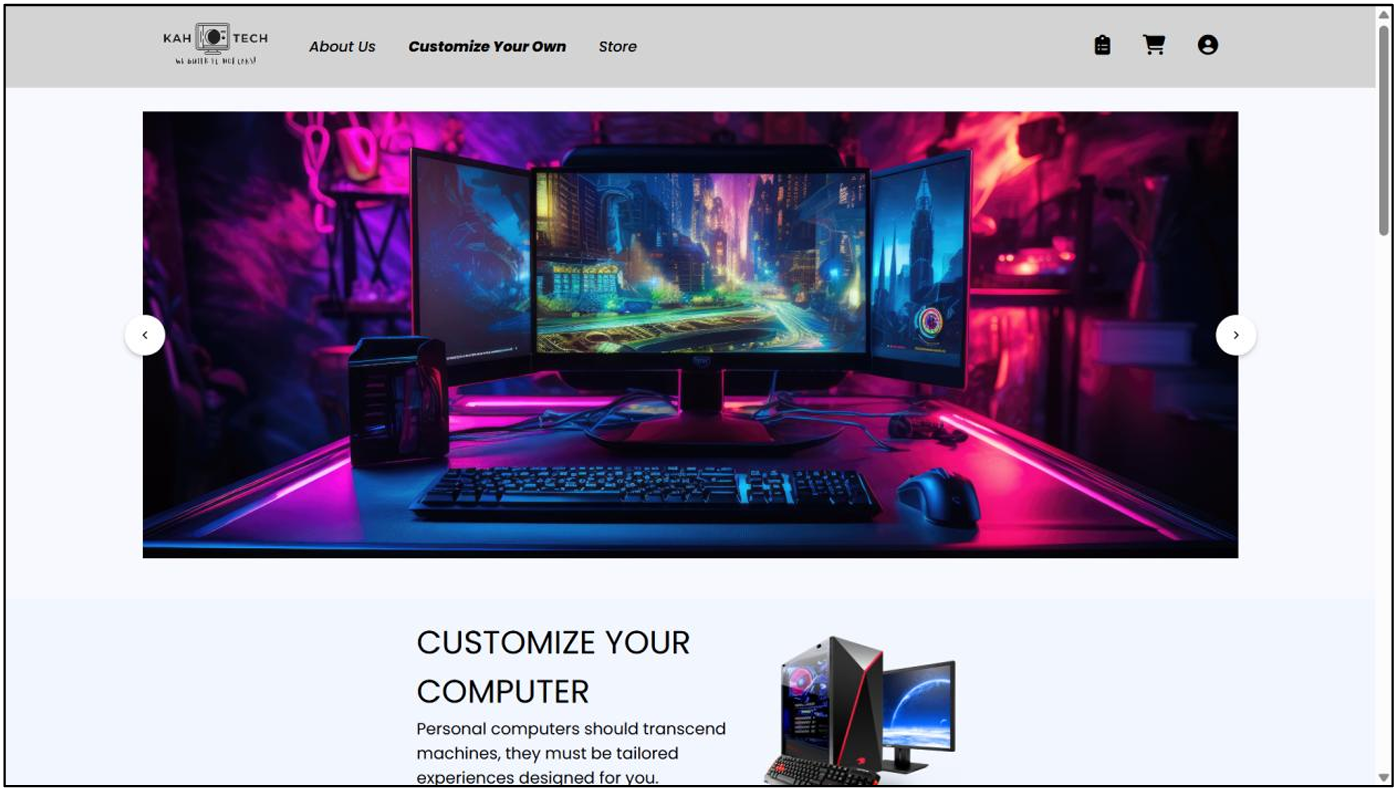 KAH TECH
About Us Customize Your Own Store
CUSTOMIZE YOUR
COMPUTER
Personal computers should transcend
machines, they must be tailored
experiences designed for you.